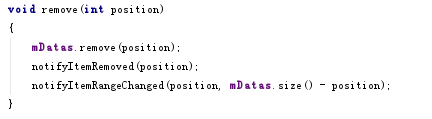 void remove(int position)
{
    mDatas.remove(position);
    notifyItemRemoved(position);
    notifyItemRangeChanged(position, mDatas.size() - position);
}